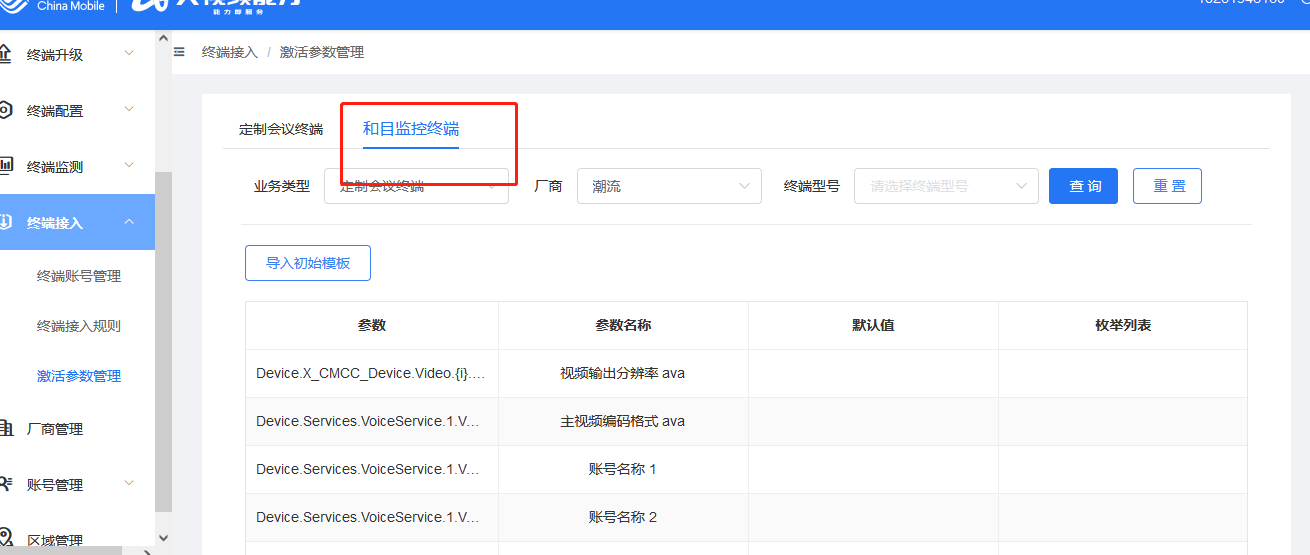 China Mobile
能力即服务
终端接入 / 激活参数管理
终端升级
终端配置
终端监测
终端接入
终端账号管理
终端接入规则
激活参数管理
厂商管理
账号管理
区域管理
定制会议终端 和目监控终端
业务类型 定制会议终端 厂商 潮流 终端型号 请选择终端型号 查 询 重 置
导入初始模板
参数 参数名称 默认值 枚举列表
Device.X_CMCC_Device.Video.{i}.... 视频输出分辨率 ava
Device.Services.VoiceService.1.V... 主视频编码格式 ava
Device.Services.VoiceService.1.V... 账号名称 1
Device.Services.VoiceService.1.V... 账号名称 2